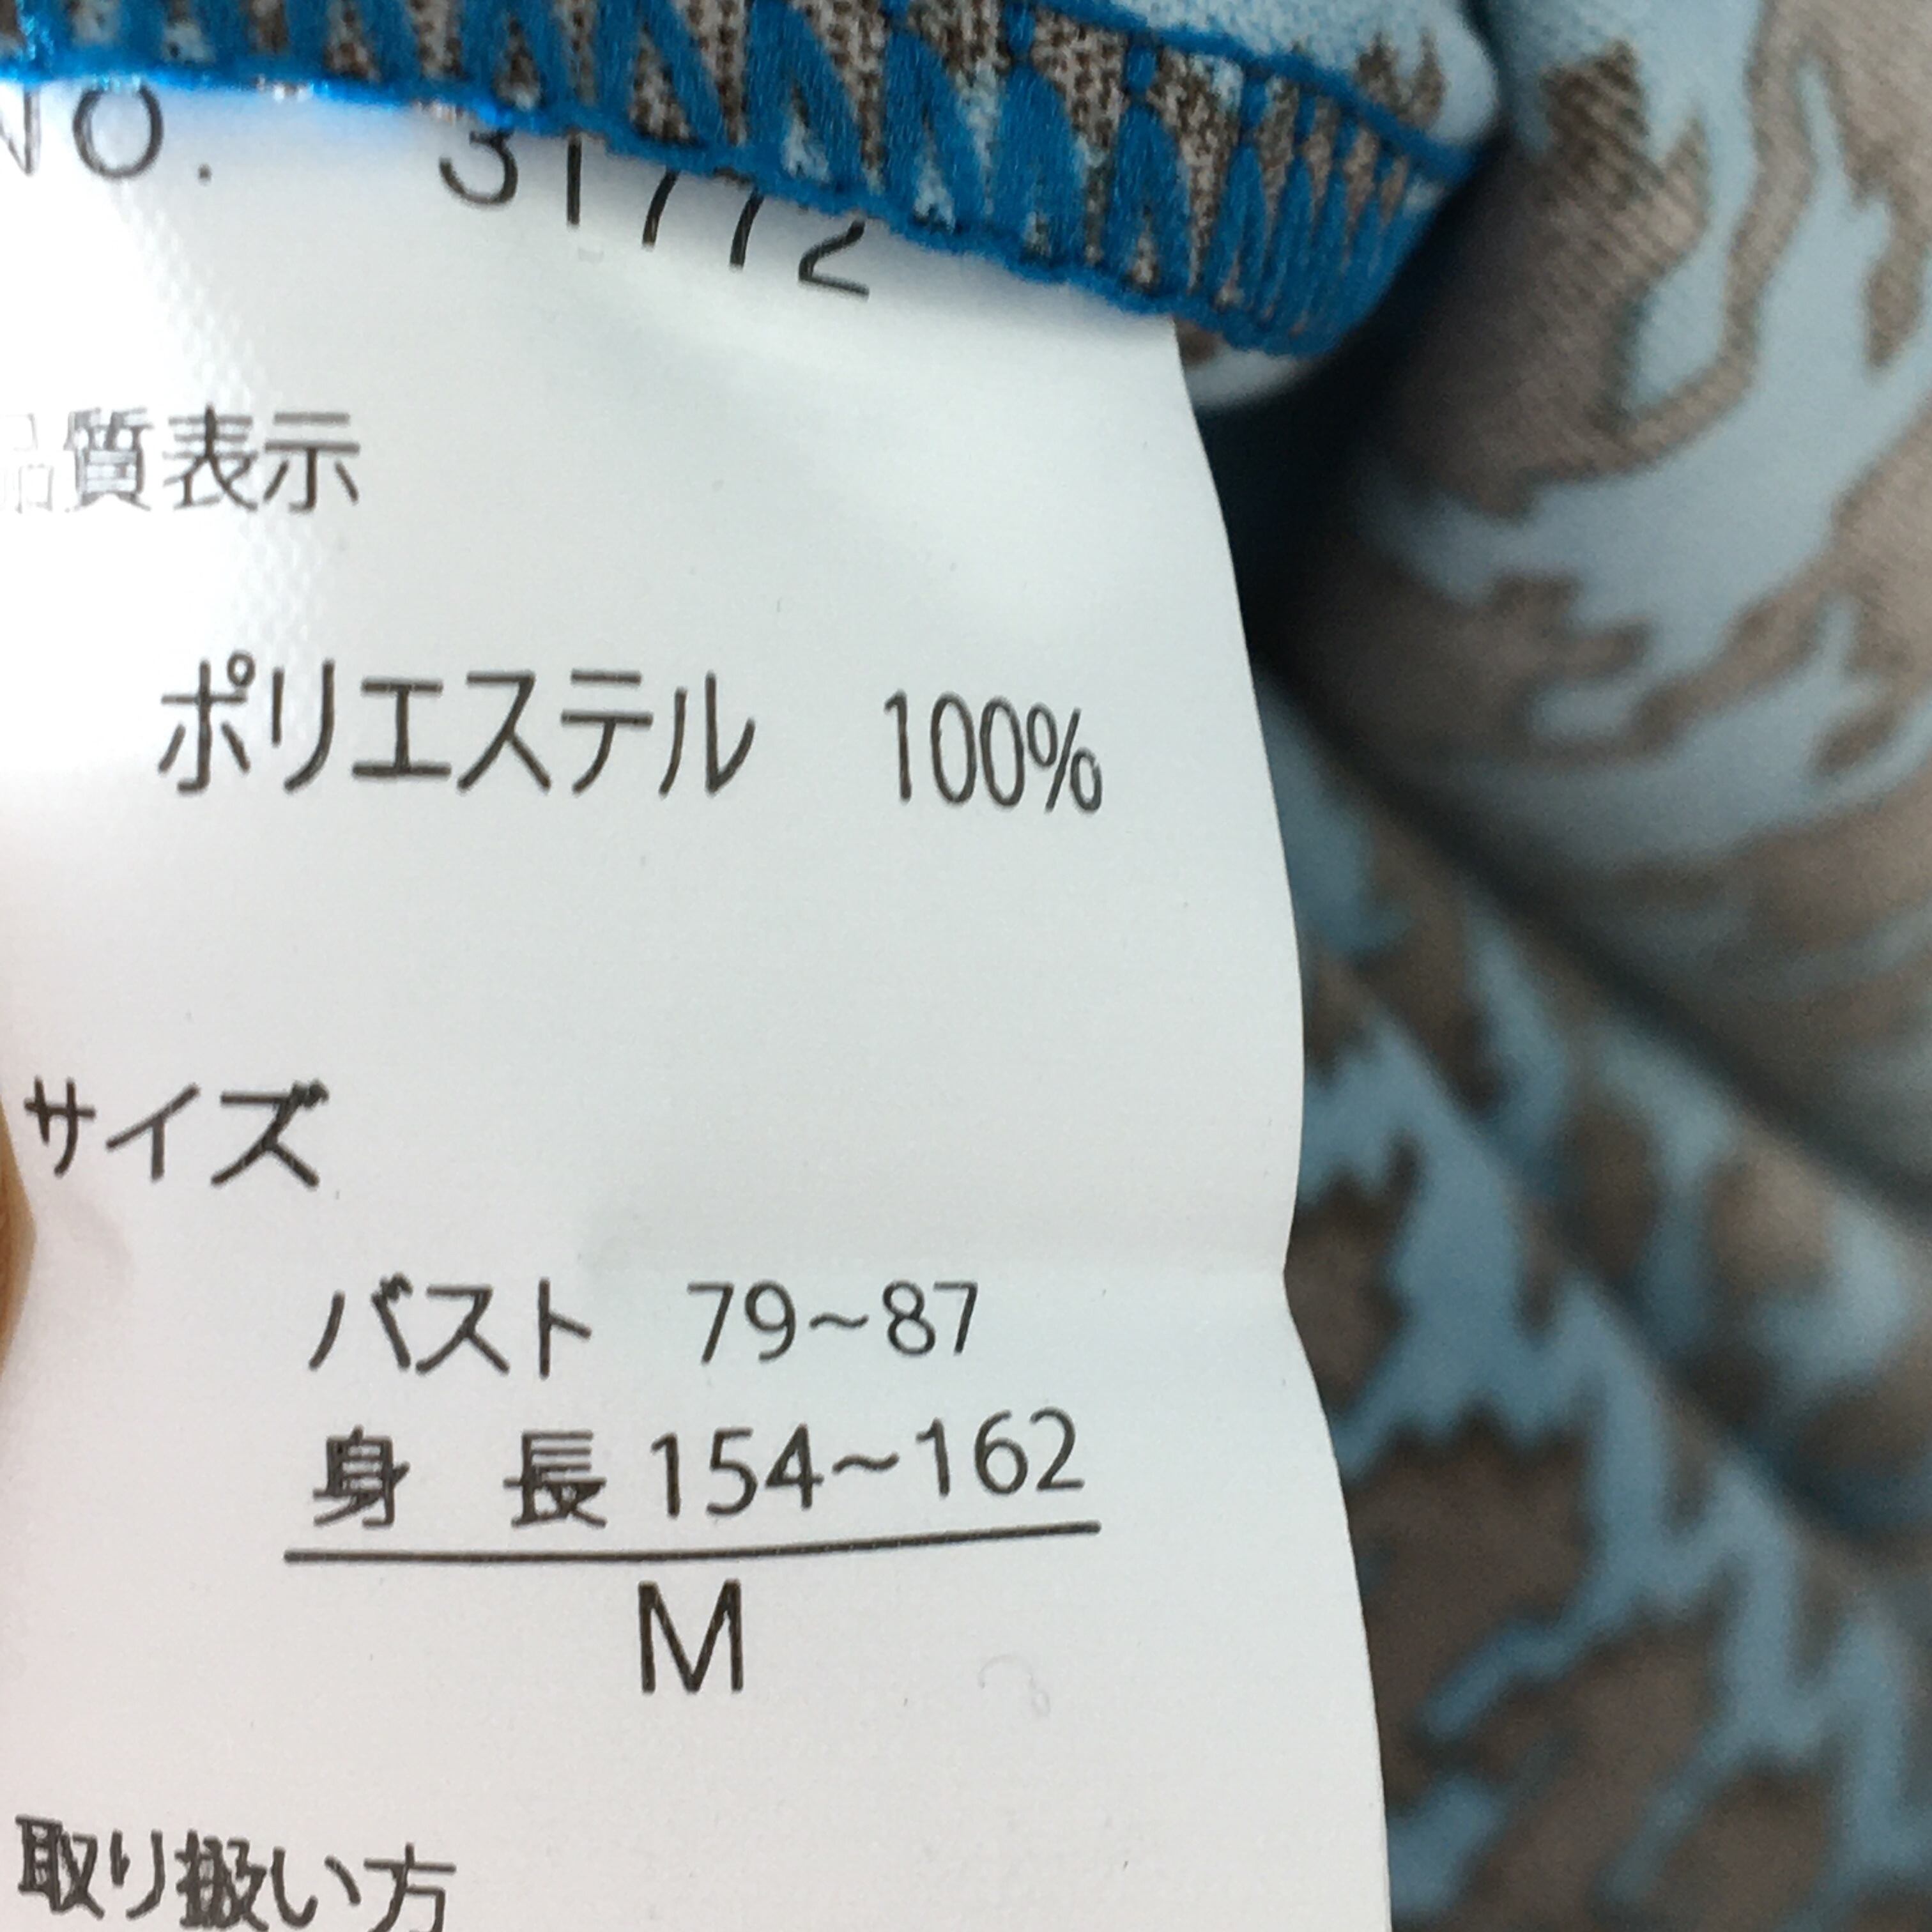 NO. 31772
品質表示
ポリエステル 100%
サイズ
バスト 79~87
身 長 154~162
M
取り扱い方